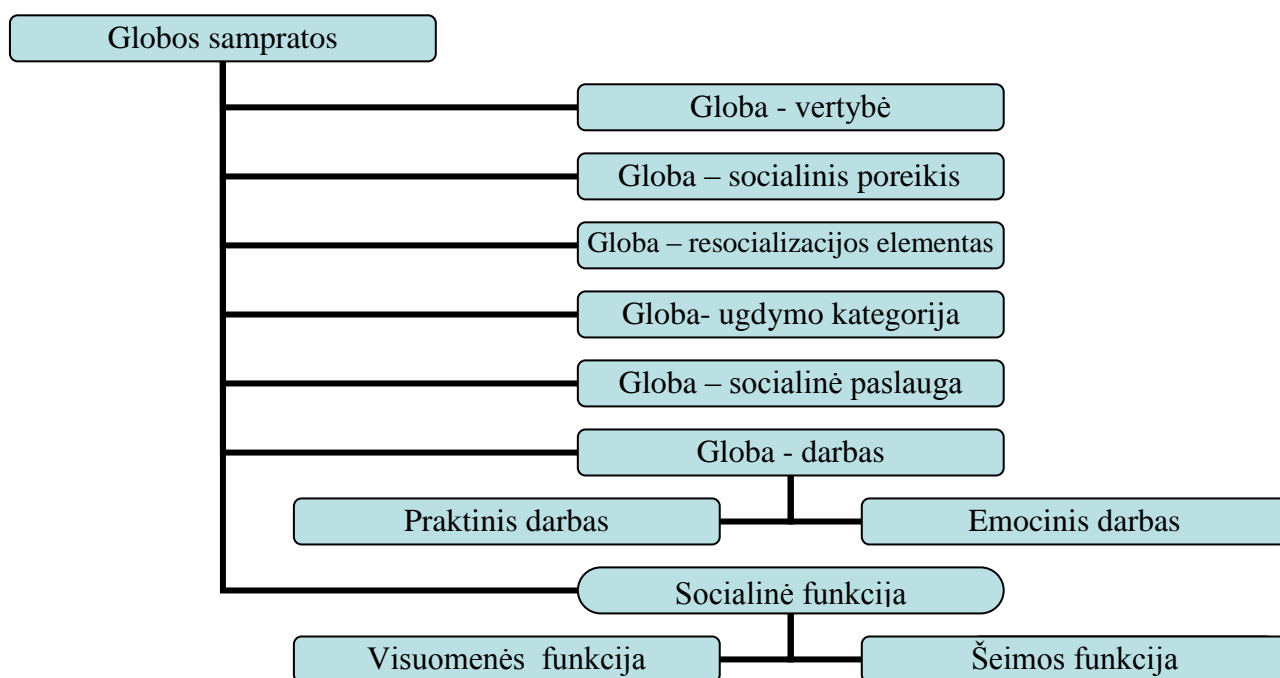 Globos sampratos
Globa - vertybė
Globa – socialinis poreikis
Globa – resocializacijos elementas
Globa- ugdymo kategorija
Globa – socialinė paslauga
Globa - darbas
Praktinis darbas
Emocinis darbas
Socialinė funkcija
Visuomenės funkcija
Šeimos funkcija